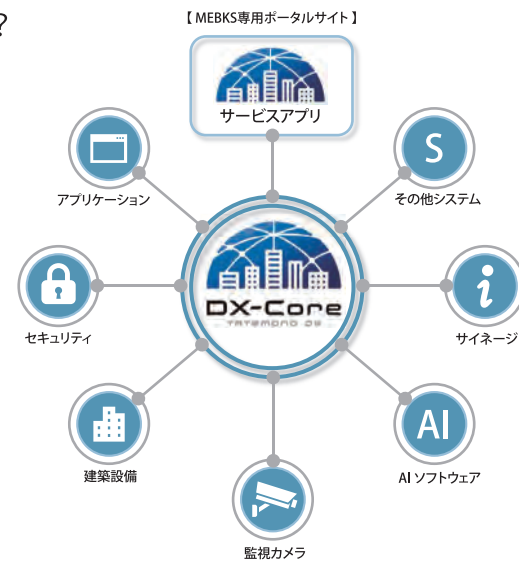 ?
【 MEBKS専用ポータルサイト 】
サービスアプリ
アプリケーション
S
その他システム
セキュリティ
DX-Core
TATEMONO OS
i
サイネージ
建築設備
AI
AI ソフトウェア
監視カメラ